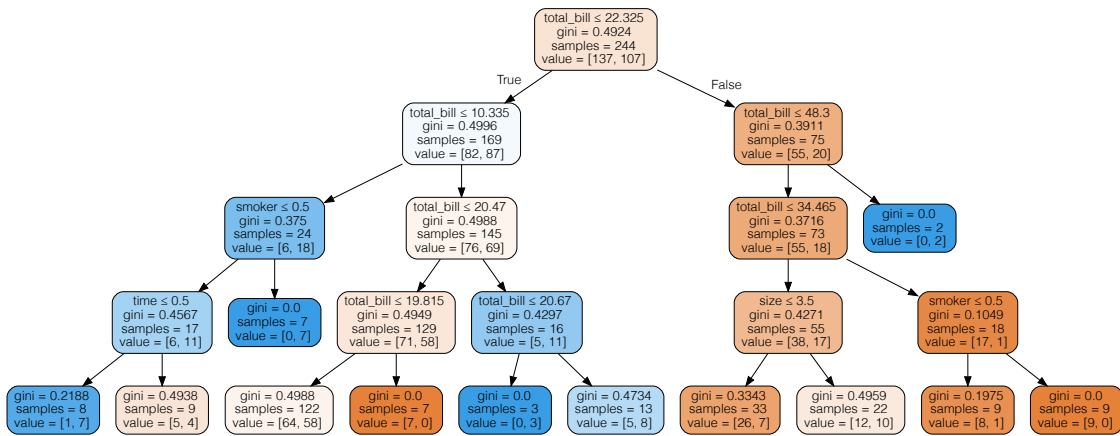 total_bill ≤ 22.325
gini = 0.4924
samples = 244
value = [137, 107]
True
False
total_bill ≤ 10.335
gini = 0.4996
samples = 169
value = [82, 87]
total_bill ≤ 48.3
gini = 0.3911
samples = 75
value = [55, 20]
smoker ≤ 0.5
gini = 0.375
samples = 24
value = [6, 18]
total_bill ≤ 20.47
gini = 0.4988
samples = 145
value = [76, 69]
total_bill ≤ 34.465
gini = 0.3716
samples = 73
value = [55, 18]
gini = 0.0
samples = 2
value = [0, 2]
time ≤ 0.5
gini = 0.4567
samples = 17
value = [6, 11]
gini = 0.0
samples = 7
value = [0, 7]
total_bill ≤ 19.815
gini = 0.4949
samples = 129
value = [71, 58]
total_bill ≤ 20.67
gini = 0.4297
samples = 16
value = [5, 11]
size ≤ 3.5
gini = 0.4271
samples = 55
value = [38, 17]
smoker ≤ 0.5
gini = 0.1049
samples = 18
value = [17, 1]
gini = 0.2188
samples = 8
value = [1, 7]
gini = 0.4938
samples = 9
value = [5, 4]
gini = 0.4988
samples = 122
value = [64, 58]
gini = 0.0
samples = 7
value = [7, 0]
gini = 0.0
samples = 3
value = [0, 3]
gini = 0.4734
samples = 13
value = [5, 8]
gini = 0.3343
samples = 33
value = [26, 7]
gini = 0.4959
samples = 22
value = [12, 10]
gini = 0.1975
samples = 9
value = [8, 1]
gini = 0.0
samples = 9
value = [9, 0]